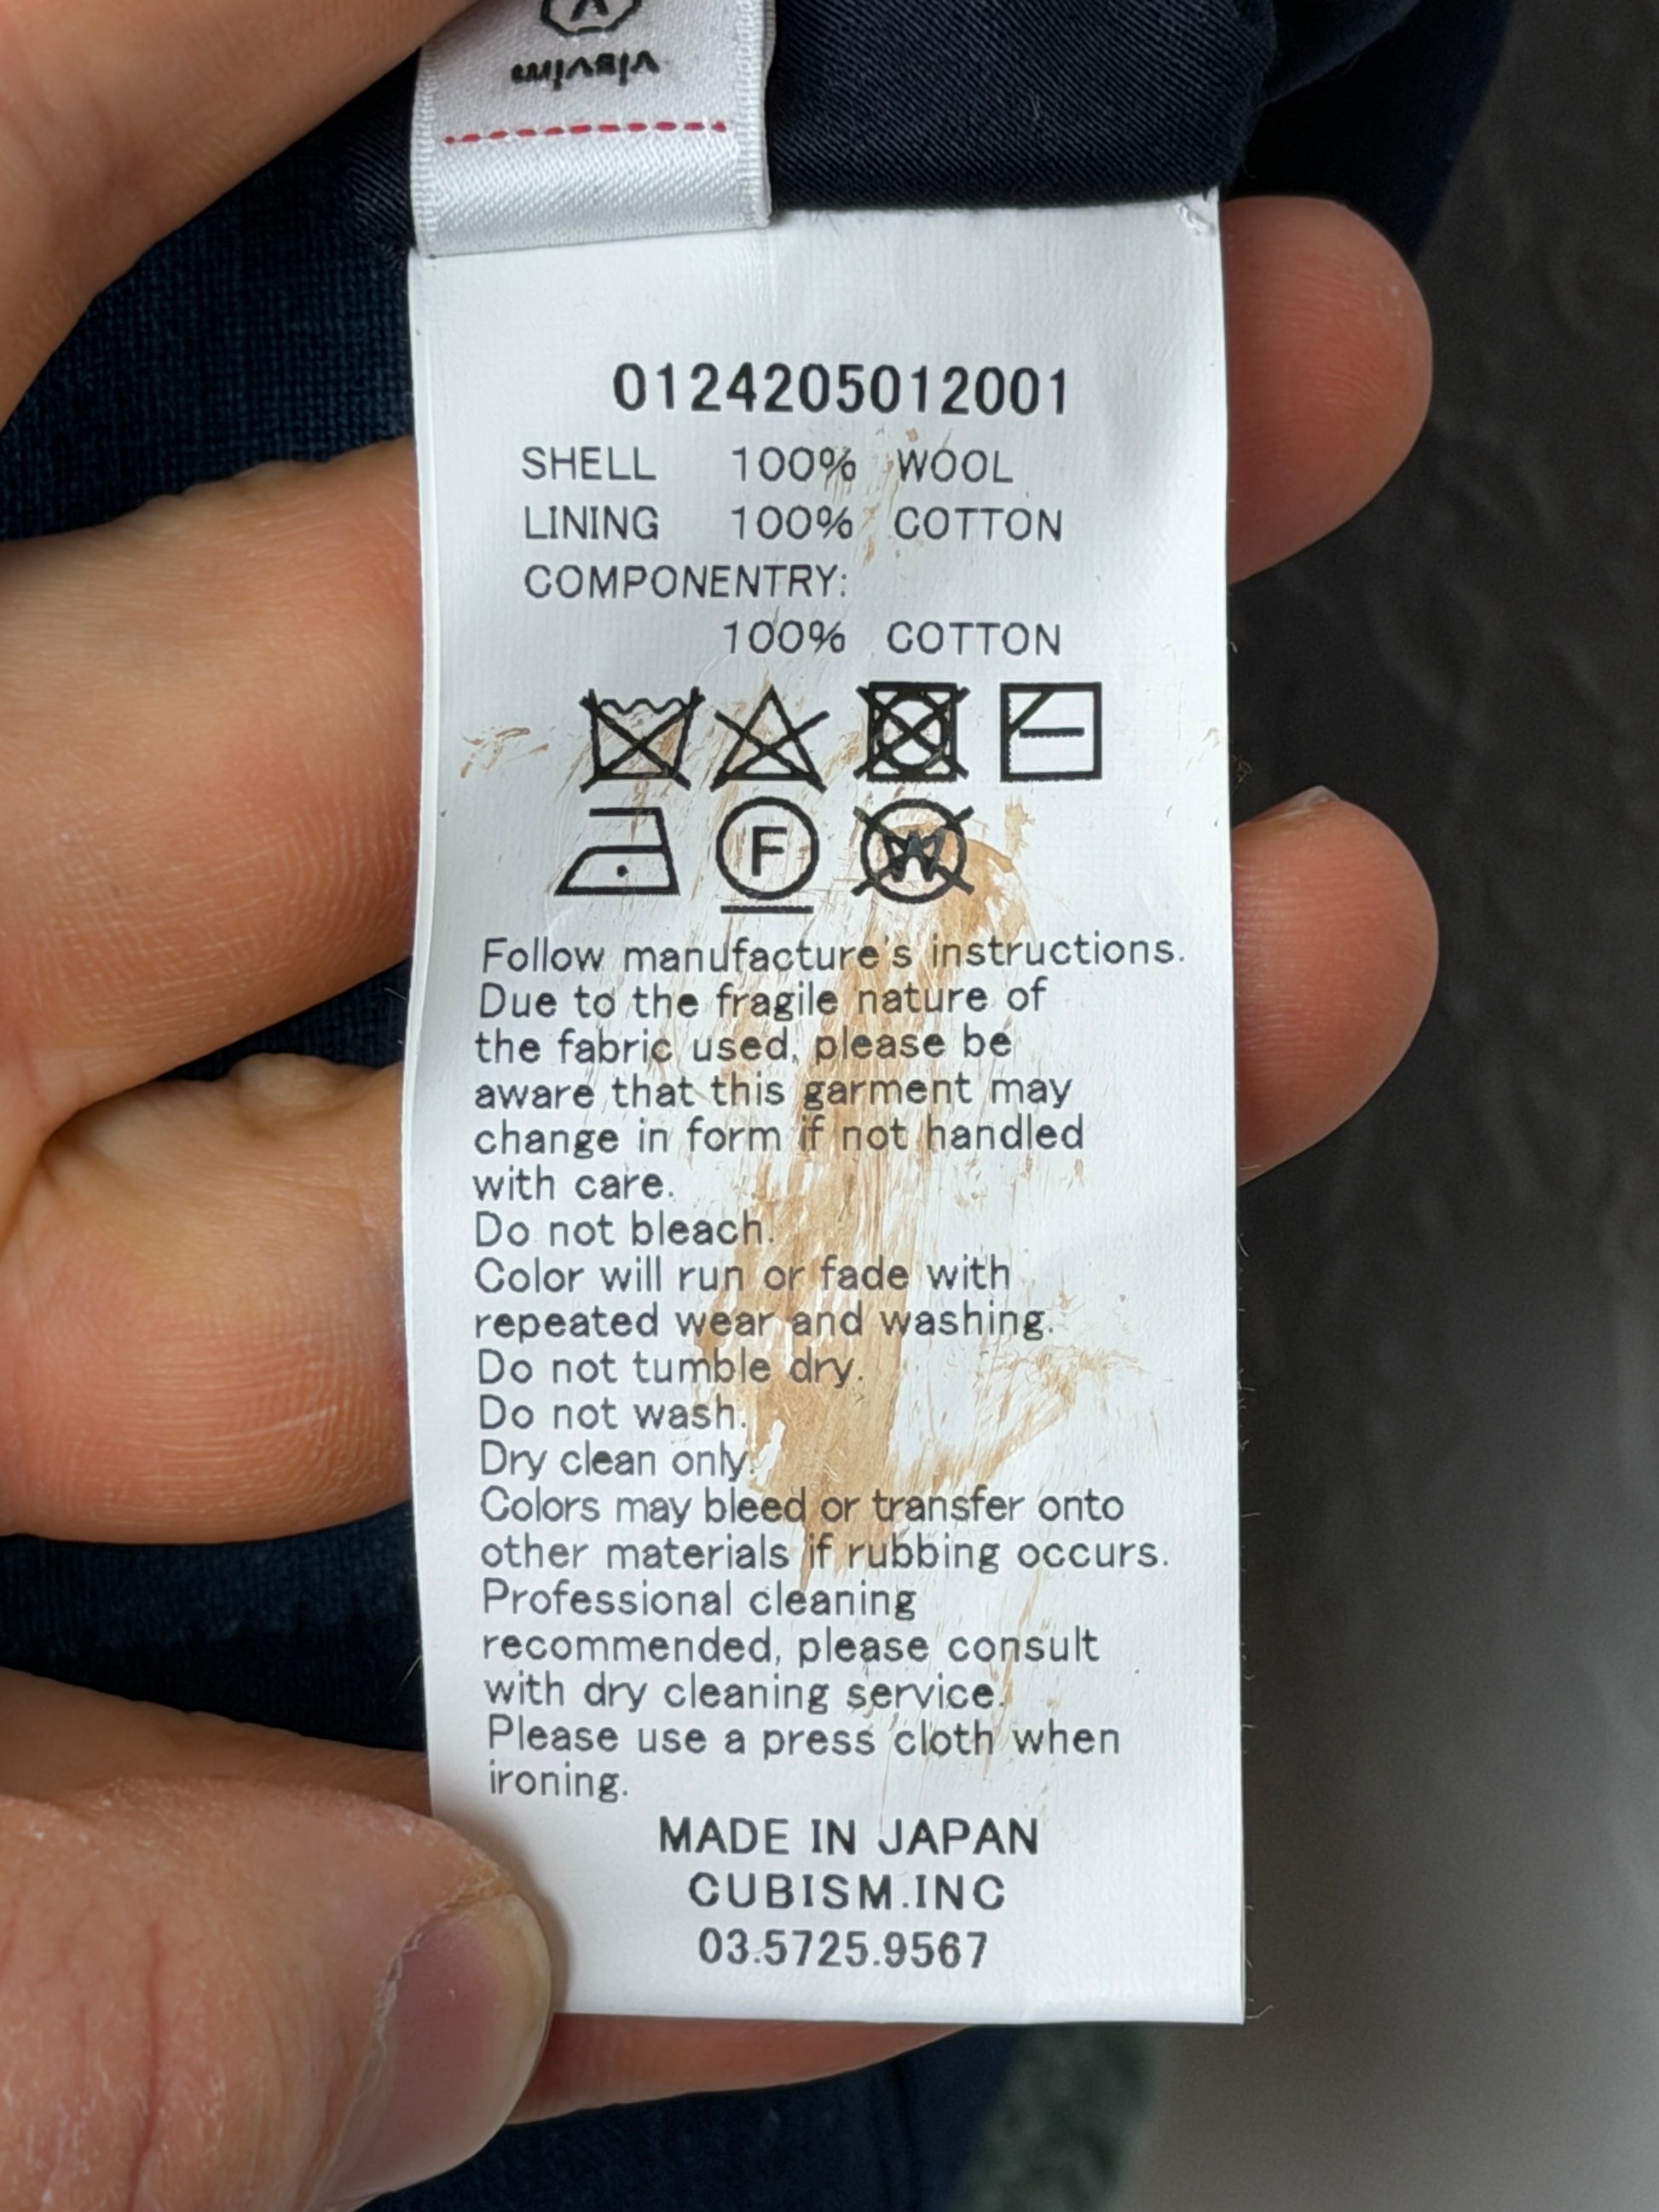 visvim
0124205012001
SHELL 100% WOOL
LINING 100% COTTON
COMPONENTRY:
100% COTTON
F W
Follow manufacture's instructions.
Due to the fragile nature of
the fabric used, please be
aware that this garment may
change in form if not handled
with care.
Do not bleach.
Color will run or fade with
repeated wear and washing.
Do not tumble dry.
Do not wash.
Dry clean only.
Colors may bleed or transfer onto
other materials if rubbing occurs.
Professional cleaning
recommended, please consult
with dry cleaning service.
Please use a press cloth when
ironing.
MADE IN JAPAN
CUBISM.INC
03.5725.9567